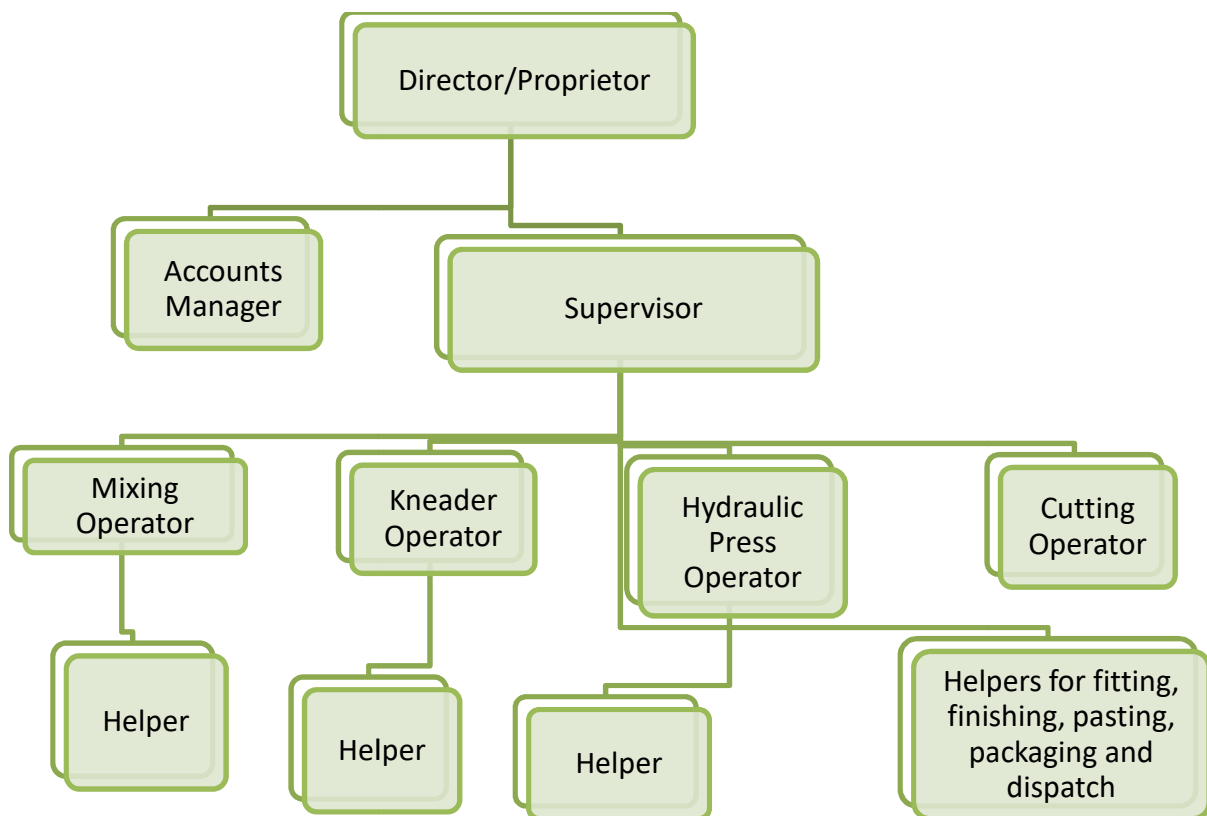 Director/Proprietor
Accounts
Manager
Supervisor
Mixing
Operator
Kneader
Operator
Hydraulic
Press
Operator
Cutting
Operator
Helper
Helper
Helper
Helpers for fitting,
finishing, pasting,
packaging and
dispatch